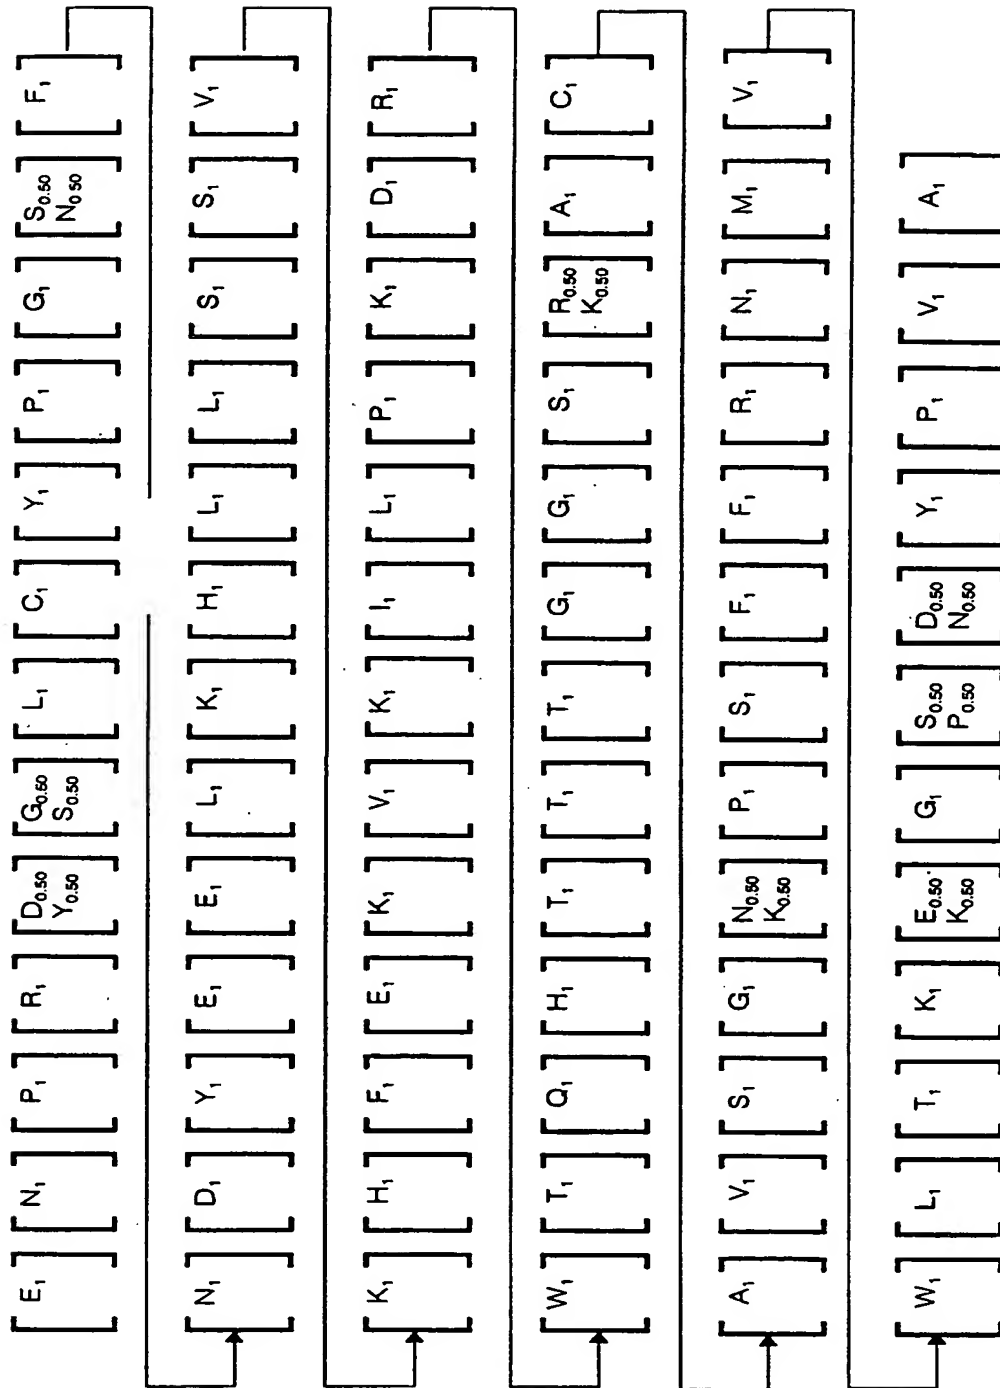 [E₁] [N₁] [P₁] [R₁] [D₀.₅₀ Y₀.₅₀] [G₀.₅₀ S₀.₅₀] [L₁] [C₁] [Y₁] [P₁] [G₁] [S₀.₅₀ N₀.₅₀] [F₁]
[N₁] [D₁] [Y₁] [E₁] [E₁] [L₁] [K₁] [H₁] [L₁] [L₁] [S₁] [S₁] [V₁]
[K₁] [H₁] [F₁] [E₁] [K₁] [V₁] [K₁] [I₁] [L₁] [P₁] [K₁] [D₁] [R₁]
[W₁] [T₁] [Q₁] [H₁] [T₁] [T₁] [T₁] [G₁] [G₁] [S₁] [R₀.₅₀ K₀.₅₀] [A₁] [C₁]
[A₁] [V₁] [S₁] [G₁] [N₀.₅₀ K₀.₅₀] [P₁] [S₁] [F₁] [F₁] [R₁] [N₁] [M₁] [V₁]
[W₁] [L₁] [T₁] [K₁] [E₀.₅₀ K₀.₅₀] [G₁] [S₀.₅₀ P₀.₅₀] [D₀.₅₀ N₀.₅₀] [Y₁] [P₁] [V₁] [A₁]